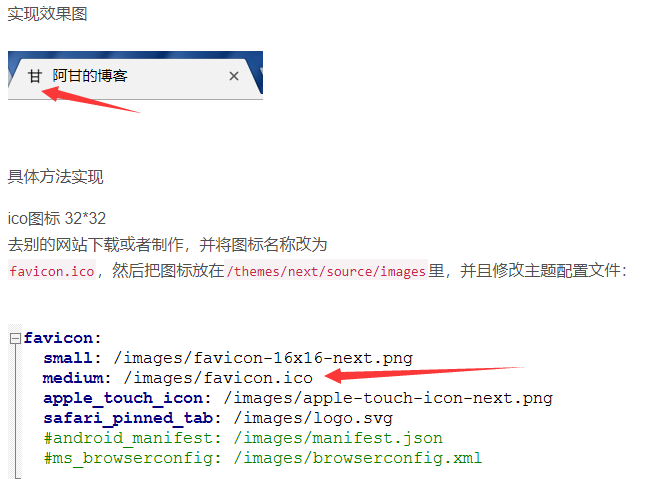 实现效果图
甘 阿甘的博客
具体方法实现
ico图标 32*32
去别的网站下载或者制作，并将图标名称改为
favicon.ico，然后把图标放在/themes/next/source/images里，并且修改主题配置文件：
favicon:
small: /images/favicon-16x16-next.png
medium: /images/favicon.ico
apple_touch_icon: /images/apple-touch-icon-next.png
safari_pinned_tab: /images/logo.svg
#android_manifest: /images/manifest.json
#ms_browserconfig: /images/browserconfig.xml